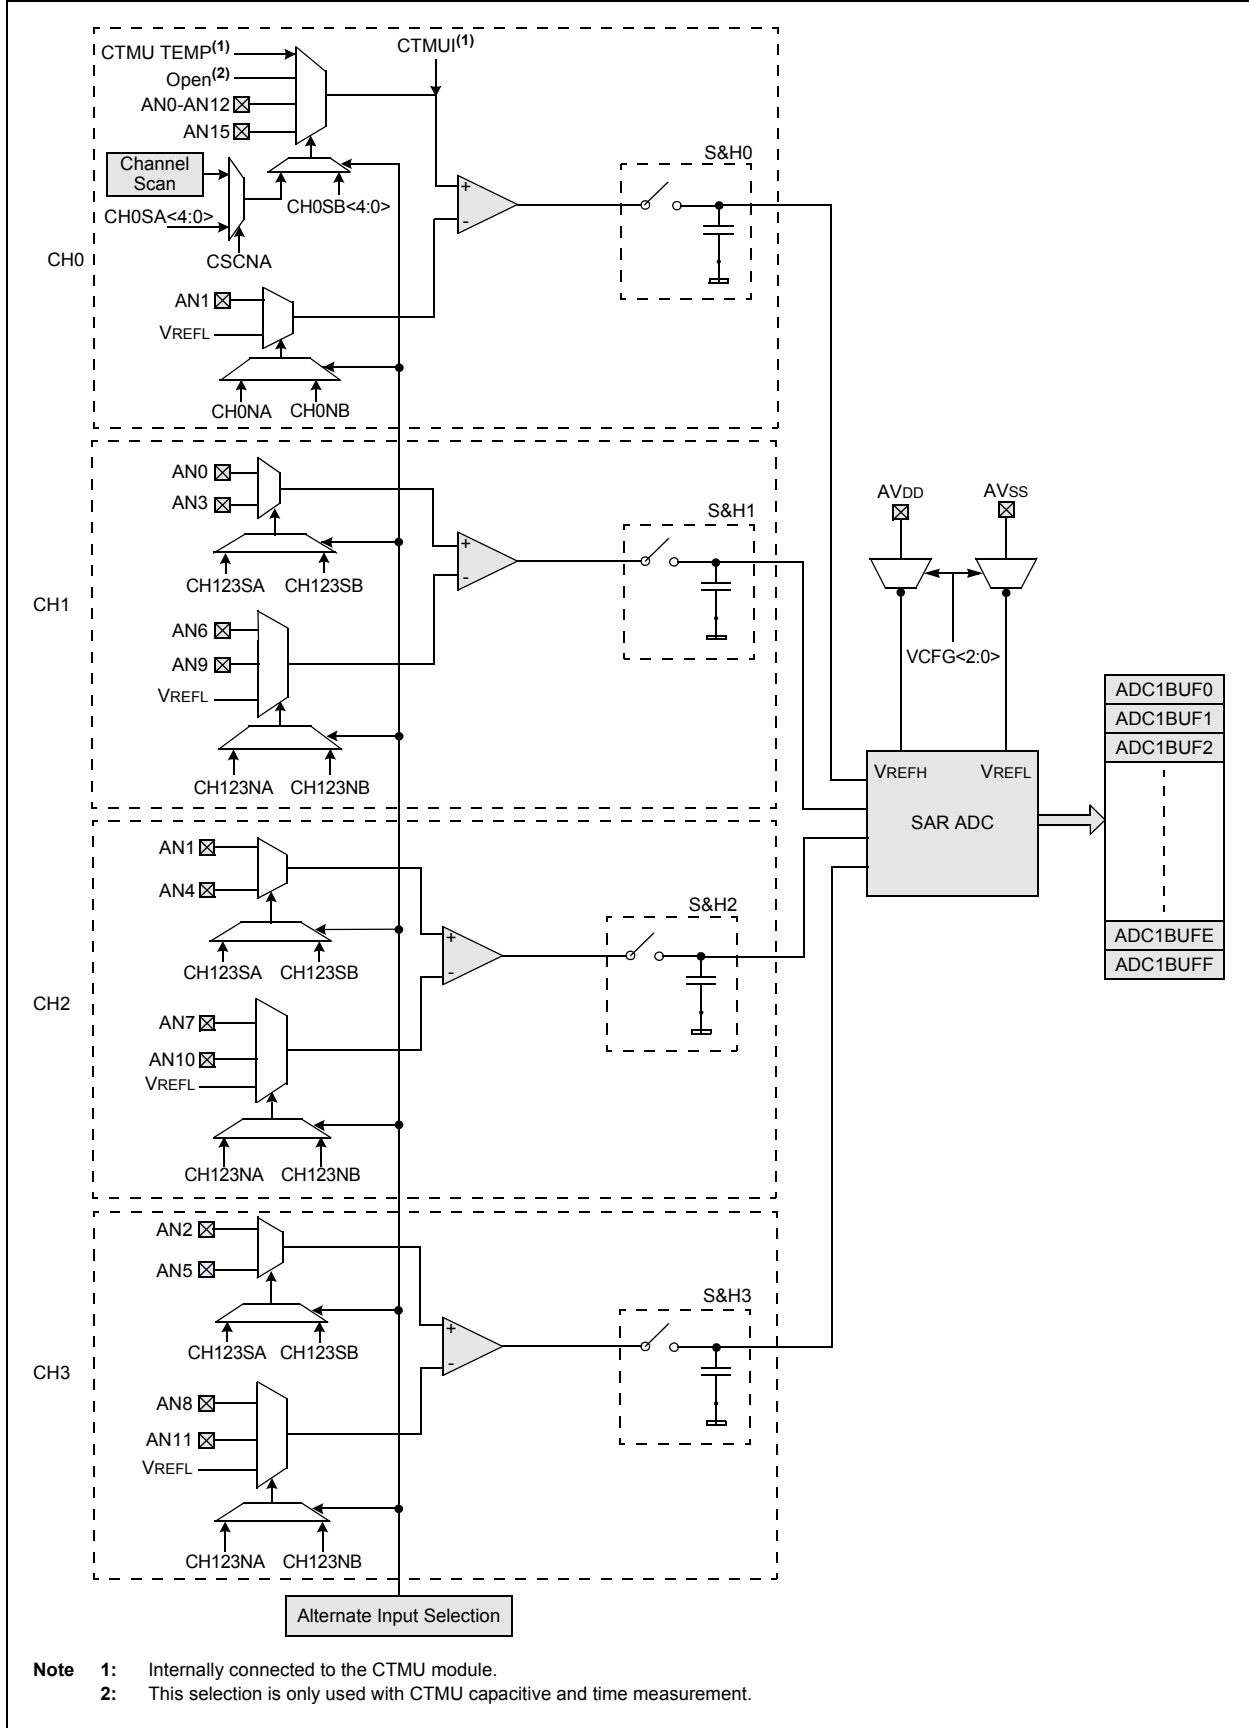 CTMU TEMP(1)
CTMUI(1)
Open(2)
AN0-AN12
AN15
Channel
Scan
CH0SA<4:0>
CH0SB<4:0>
CSCNA
+
-
S&H0
CH0
AN1
VREFL
CH0NA
CH0NB
AN0
AN3
CH123SA
CH123SB
+
-
S&H1
CH1
AN6
AN9
VREFL
CH123NA
CH123NB
AVDD
AVSS
VCFG<2:0>
VREFH
VREFL
SAR ADC
ADC1BUF0
ADC1BUF1
ADC1BUF2
ADC1BUFE
ADC1BUFF
AN1
AN4
CH123SA
CH123SB
+
-
S&H2
CH2
AN7
AN10
VREFL
CH123NA
CH123NB
AN2
AN5
CH123SA
CH123SB
+
-
S&H3
CH3
AN8
AN11
VREFL
CH123NA
CH123NB
Alternate Input Selection
Note 1: Internally connected to the CTMU module.
2: This selection is only used with CTMU capacitive and time measurement.